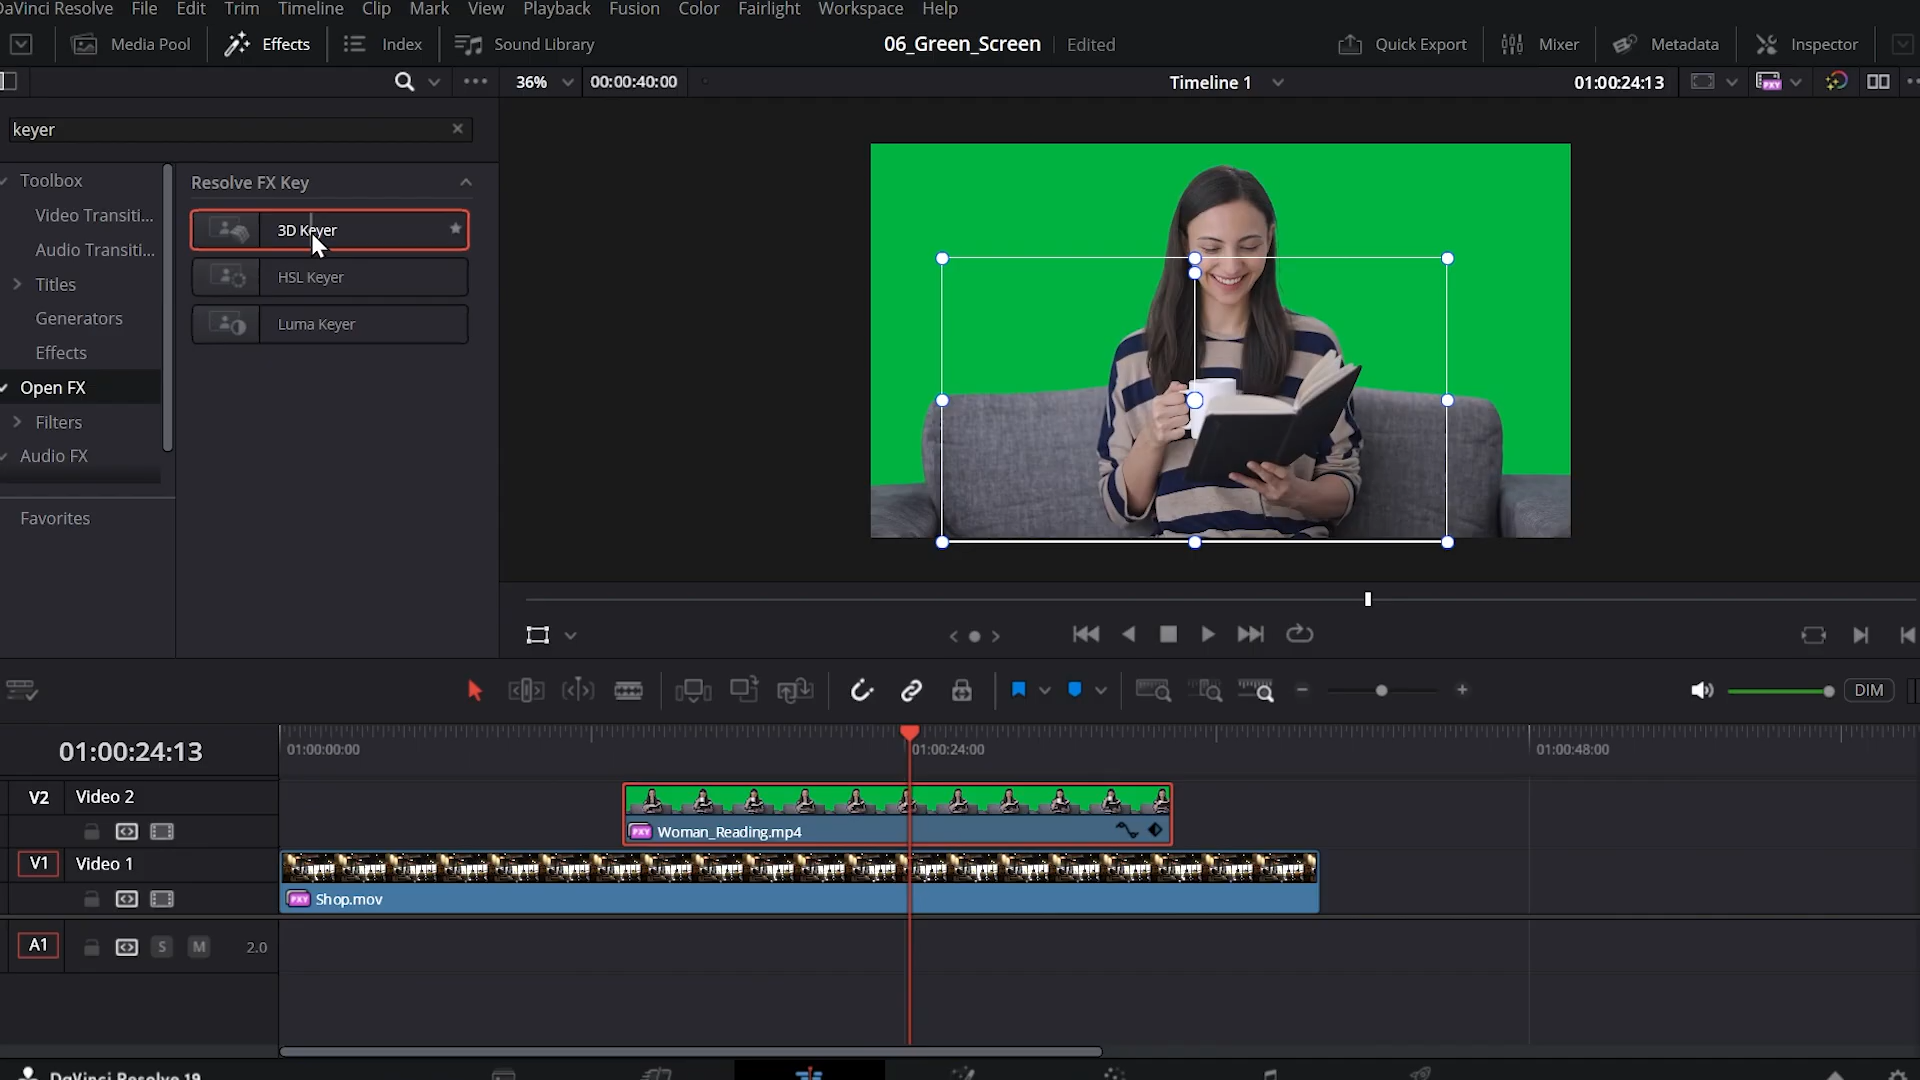 DaVinci Resolve File Edit Trim Timeline Clip Mark View Playback Fusion Color Fairlight Workspace Help
Media Pool Effects Index Sound Library 06_Green_Screen Edited Quick Export Mixer Metadata Inspector
36% 00:00:40:00 Timeline 1 01:00:24:13 PXY
keyer
Toolbox
Video Transiti...
Audio Transiti...
Titles
Generators
Effects
Open FX
Filters
Audio FX
Favorites
Resolve FX Key
3D Keyer
HSL Keyer
Luma Keyer
DIM
01:00:24:13 01:00:00:00 01:00:24:00 01:00:48:00
V2 Video 2
PXY Woman_Reading.mp4
V1 Video 1
PXY Shop.mov
A1 S M 2.0
DaVinci Resolve 19